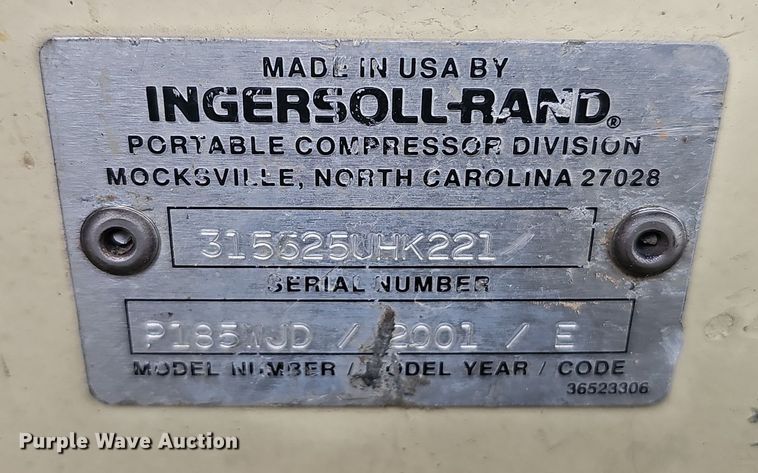 MADE IN USA BY
INGERSOLL-RAND®
PORTABLE COMPRESSOR DIVISION
MOCKSVILLE, NORTH CAROLINA 27028
315625UHK221 /
SERIAL NUMBER
P185WJD / 2001 / E
MODEL NUMBER / MODEL YEAR / CODE
36523306
Purple Wave Auction